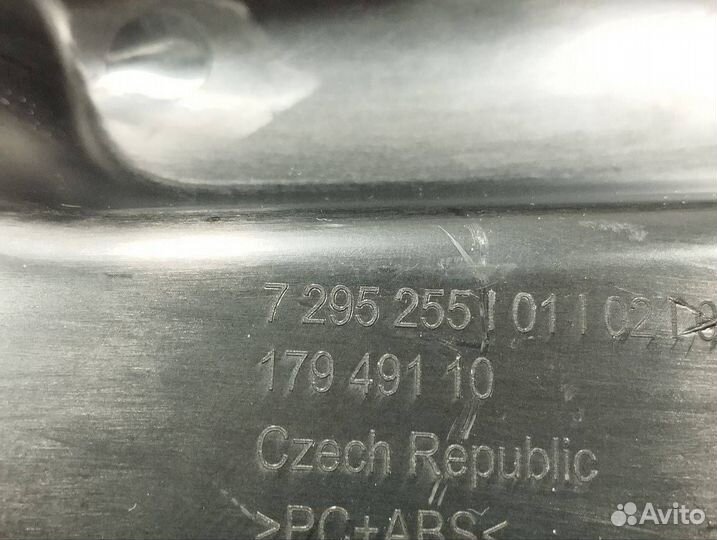 7 295 255 | 01 | 02 |
179 491 10
Czech Republic
>PC+ABS<
Avito